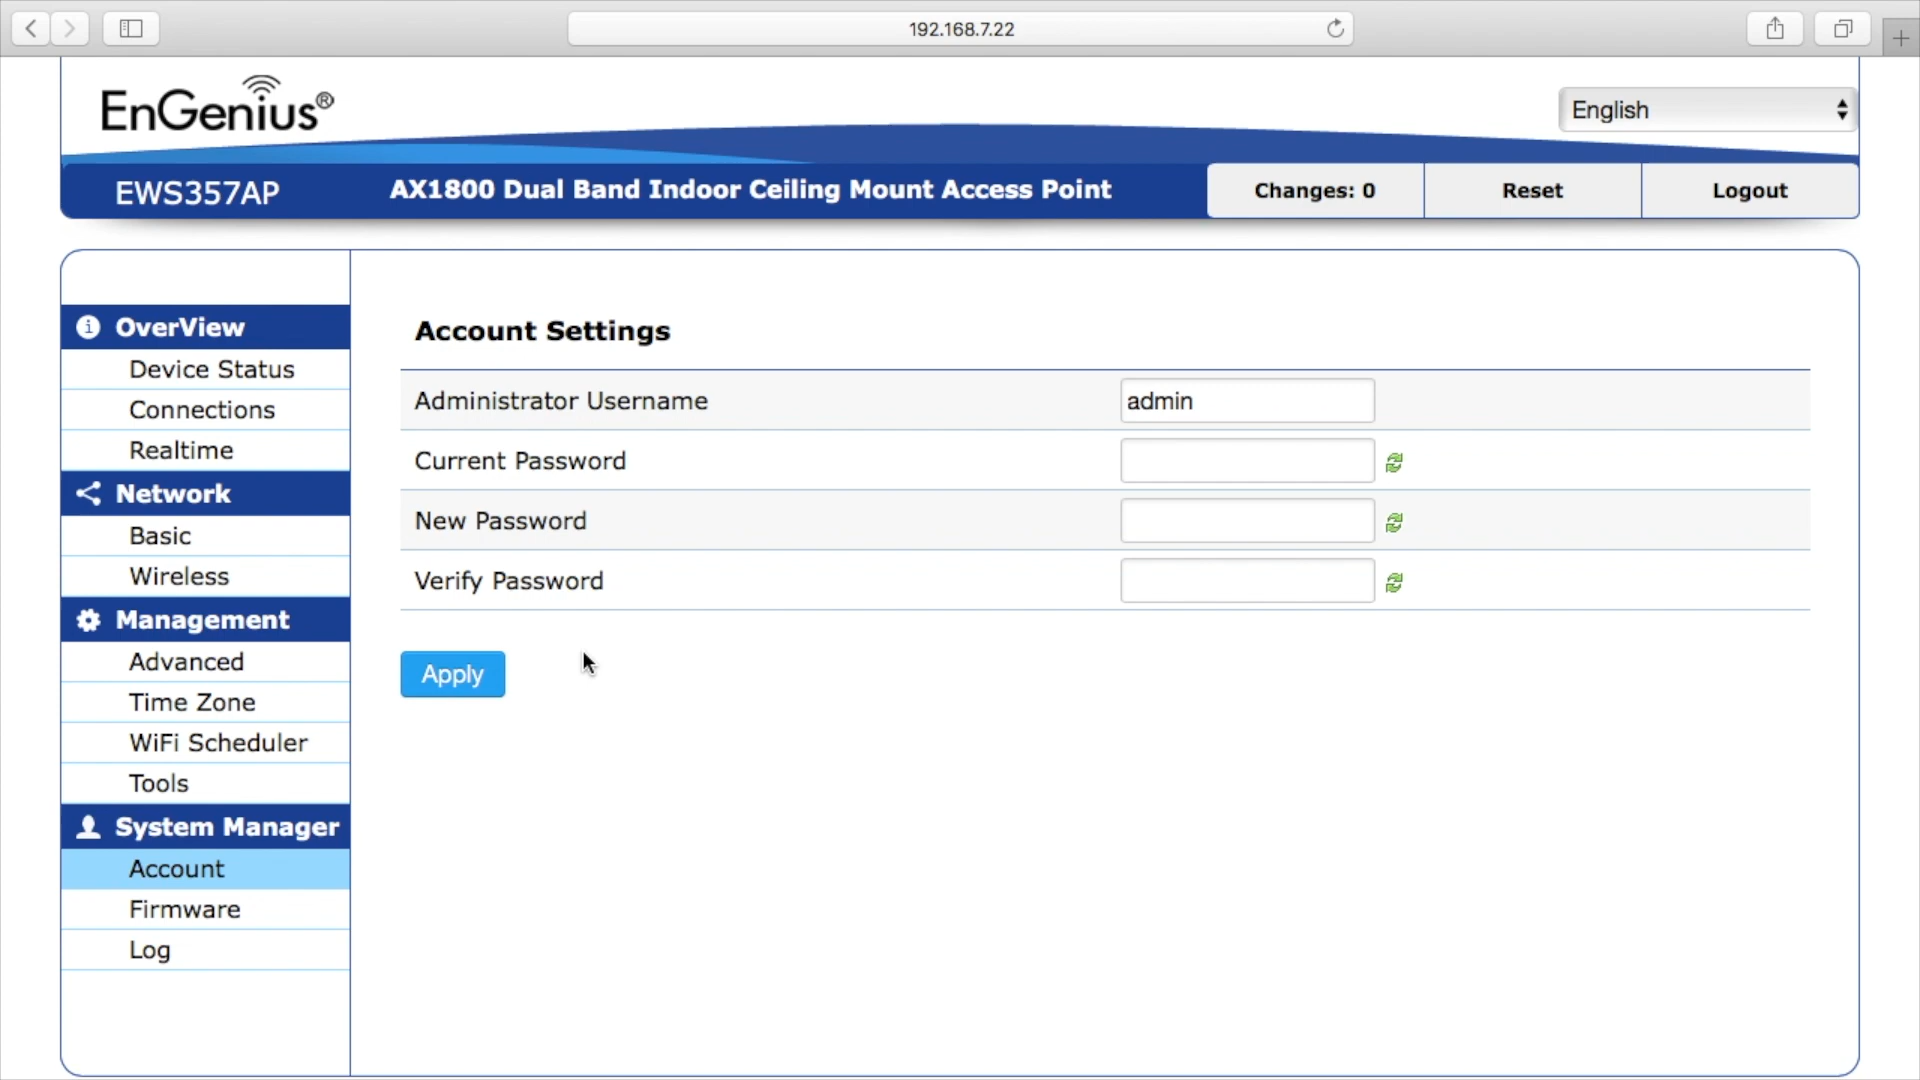 192.168.7.22
EnGenius®
English
EWS357AP
AX1800 Dual Band Indoor Ceiling Mount Access Point
Changes: 0
Reset
Logout
OverView
Device Status
Connections
Realtime
Network
Basic
Wireless
Management
Advanced
Time Zone
WiFi Scheduler
Tools
System Manager
Account
Firmware
Log
Account Settings
Administrator Username
admin
Current Password
New Password
Verify Password
Apply